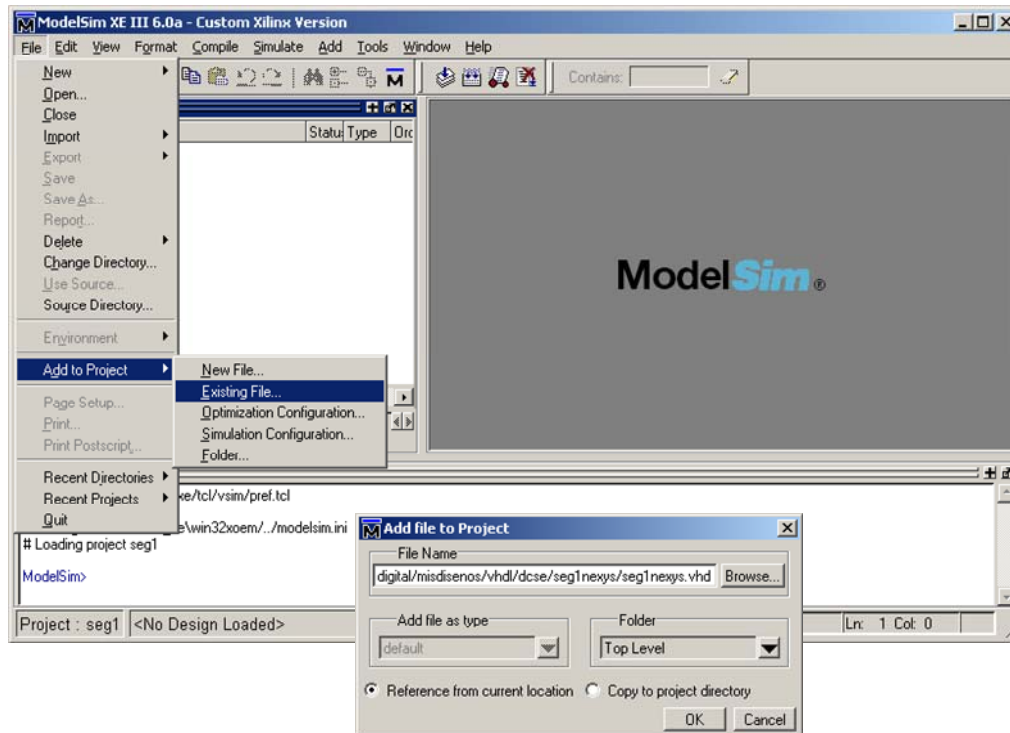 ModelSim XE III 6.0a - Custom Xilinx Version
File Edit View Format Compile Simulate Add Tools Window Help
New
Open...
Close
Import
Export
Save
Save As...
Report...
Delete
Change Directory...
Use Source...
Source Directory...
Environment
Add to Project
Page Setup...
Print...
Print Postscript...
Recent Directories
Recent Projects
Quit
Contains:
Statu Type Orc
ModelSim®
New File...
Existing File...
Optimization Configuration...
Simulation Configuration...
Folder...
xe/tcl/vsim/pref.tcl
e\win32xoem/../modelsim.ini
# Loading project seg1
ModelSim>
Project : seg1 <No Design Loaded> Ln: 1 Col: 0
Add file to Project
File Name
digital/misdisenos/vhdl/dcse/seg1nexys/seg1nexys.vhd Browse...
Add file as type Folder
default Top Level
Reference from current location Copy to project directory
OK Cancel